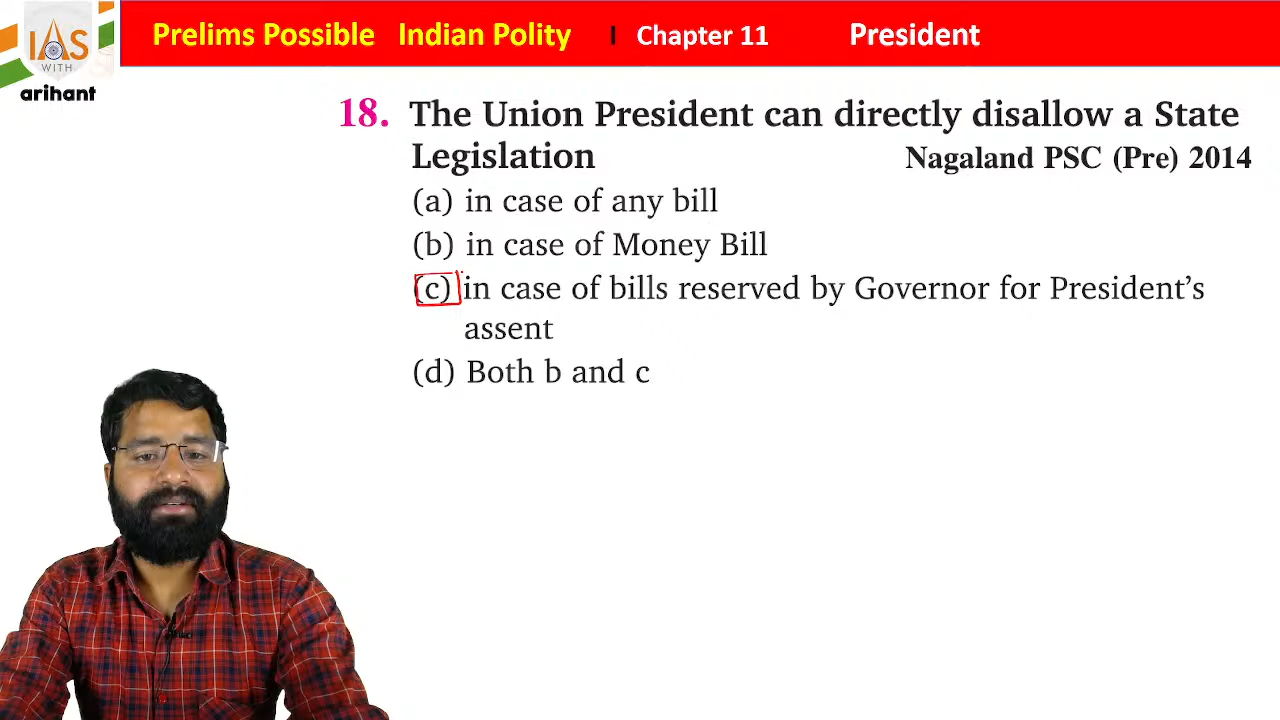 IAS
WITH
arihant
Prelims Possible Indian Polity | Chapter 11 President
18. The Union President can directly disallow a State
Legislation Nagaland PSC (Pre) 2014
(a) in case of any bill
(b) in case of Money Bill
(c) in case of bills reserved by Governor for President’s
assent
(d) Both b and c